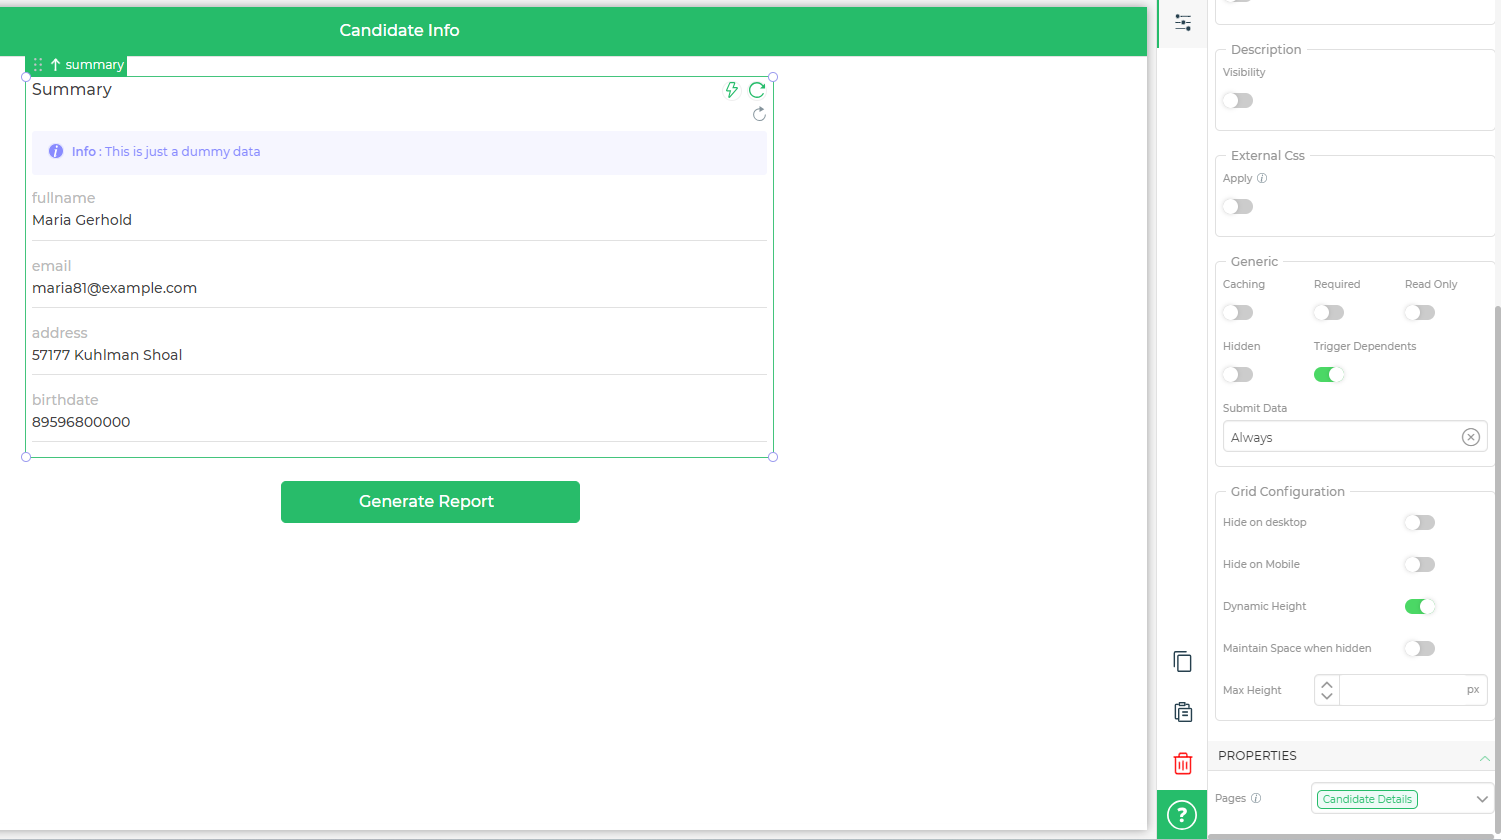 Candidate Info
summary
Summary
Info : This is just a dummy data
fullname
Maria Gerhold
email
maria81@example.com
address
57177 Kuhlman Shoal
birthdate
89596800000
Generate Report
Description
Visibility
External Css
Apply
Generic
Caching Required Read Only
Hidden Trigger Dependents
Submit Data
Always
Grid Configuration
Hide on desktop
Hide on Mobile
Dynamic Height
Maintain Space when hidden
Max Height px
PROPERTIES
Pages Candidate Details
?